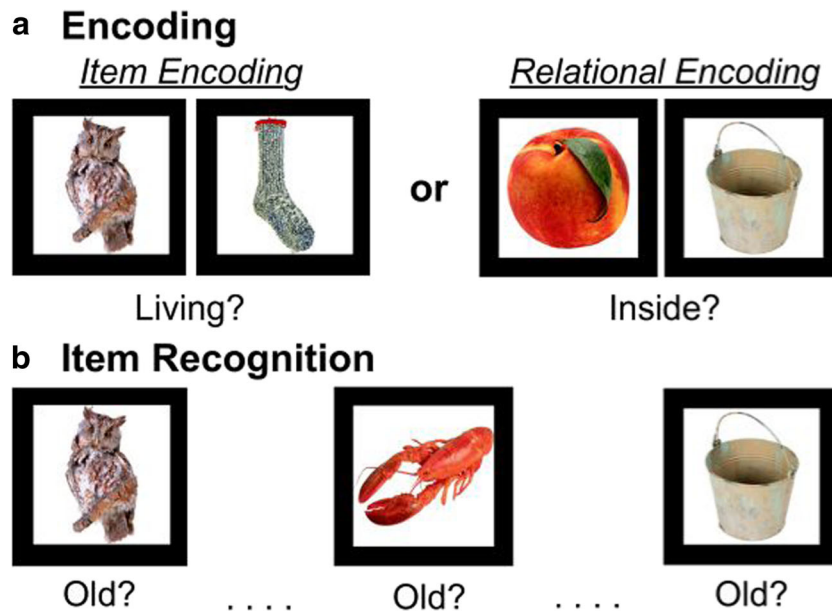 a Encoding
Item Encoding
Relational Encoding
or
Living?
Inside?
b Item Recognition
Old?
. . . .
Old?
. . . .
Old?